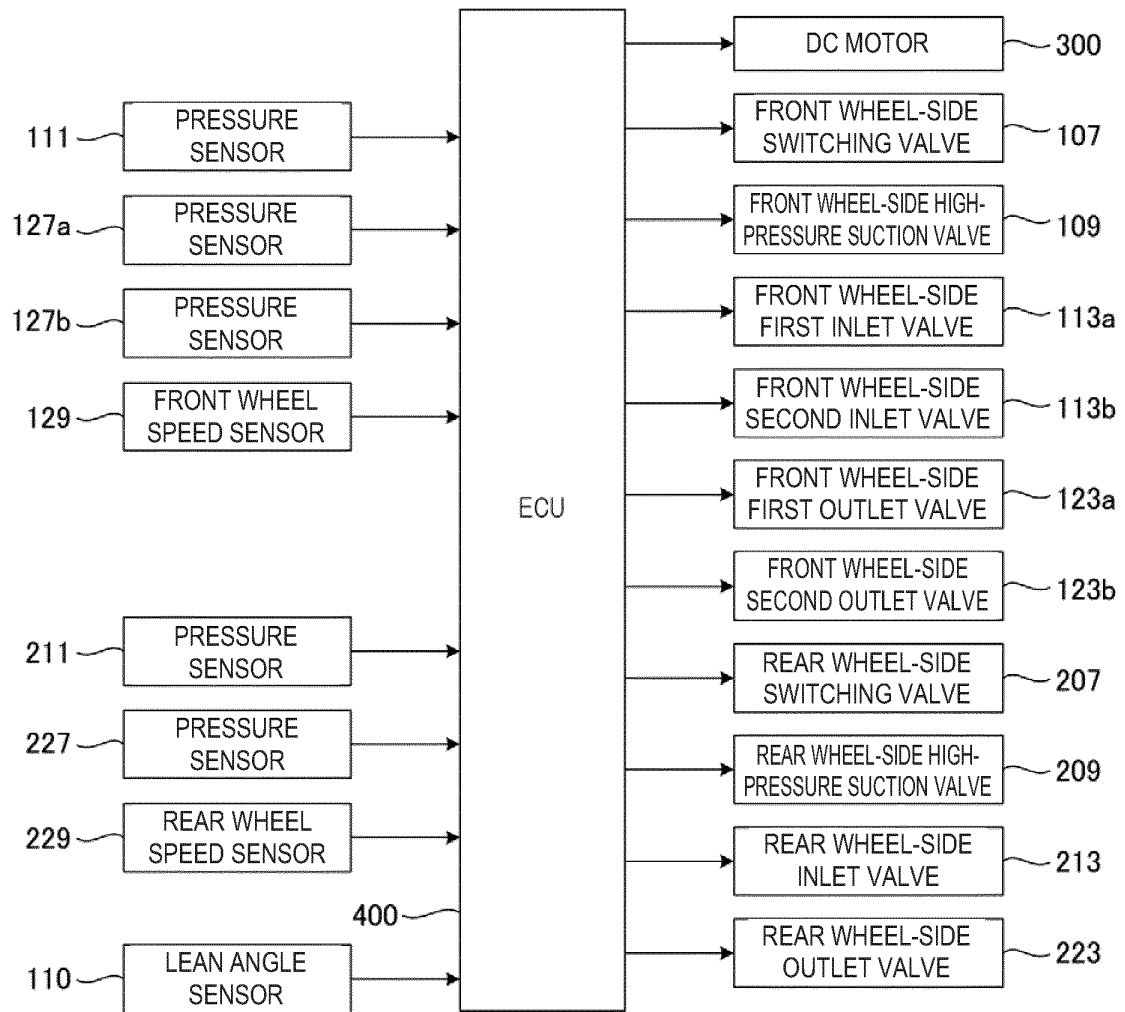 111
PRESSURE
SENSOR
127a
PRESSURE
SENSOR
127b
PRESSURE
SENSOR
129
FRONT WHEEL
SPEED SENSOR
211
PRESSURE
SENSOR
227
PRESSURE
SENSOR
229
REAR WHEEL
SPEED SENSOR
400
110
LEAN ANGLE
SENSOR
ECU
DC MOTOR
300
FRONT WHEEL-SIDE
SWITCHING VALVE
107
FRONT WHEEL-SIDE HIGH-
PRESSURE SUCTION VALVE
109
FRONT WHEEL-SIDE
FIRST INLET VALVE
113a
FRONT WHEEL-SIDE
SECOND INLET VALVE
113b
FRONT WHEEL-SIDE
FIRST OUTLET VALVE
123a
FRONT WHEEL-SIDE
SECOND OUTLET VALVE
123b
REAR WHEEL-SIDE
SWITCHING VALVE
207
REAR WHEEL-SIDE HIGH-
PRESSURE SUCTION VALVE
209
REAR WHEEL-SIDE
INLET VALVE
213
REAR WHEEL-SIDE
OUTLET VALVE
223